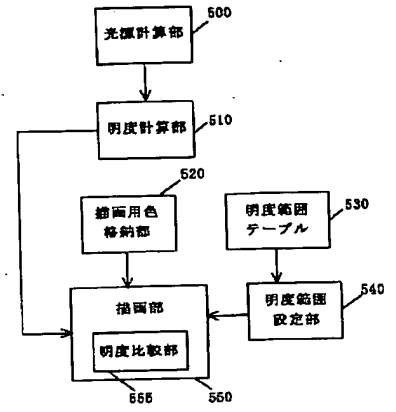 光源計算部
500
明度計算部
510
520
描画用色
格納部
明度範囲
テーブル
530
描画部
明度比較部
明度範囲
設定部
540
555
550